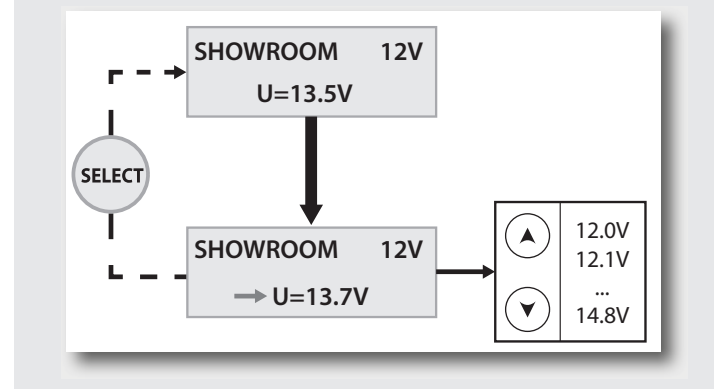 SHOWROOM 12V
U=13.5V
SELECT
SHOWROOM 12V
U=13.7V
12.0V
12.1V
...
14.8V